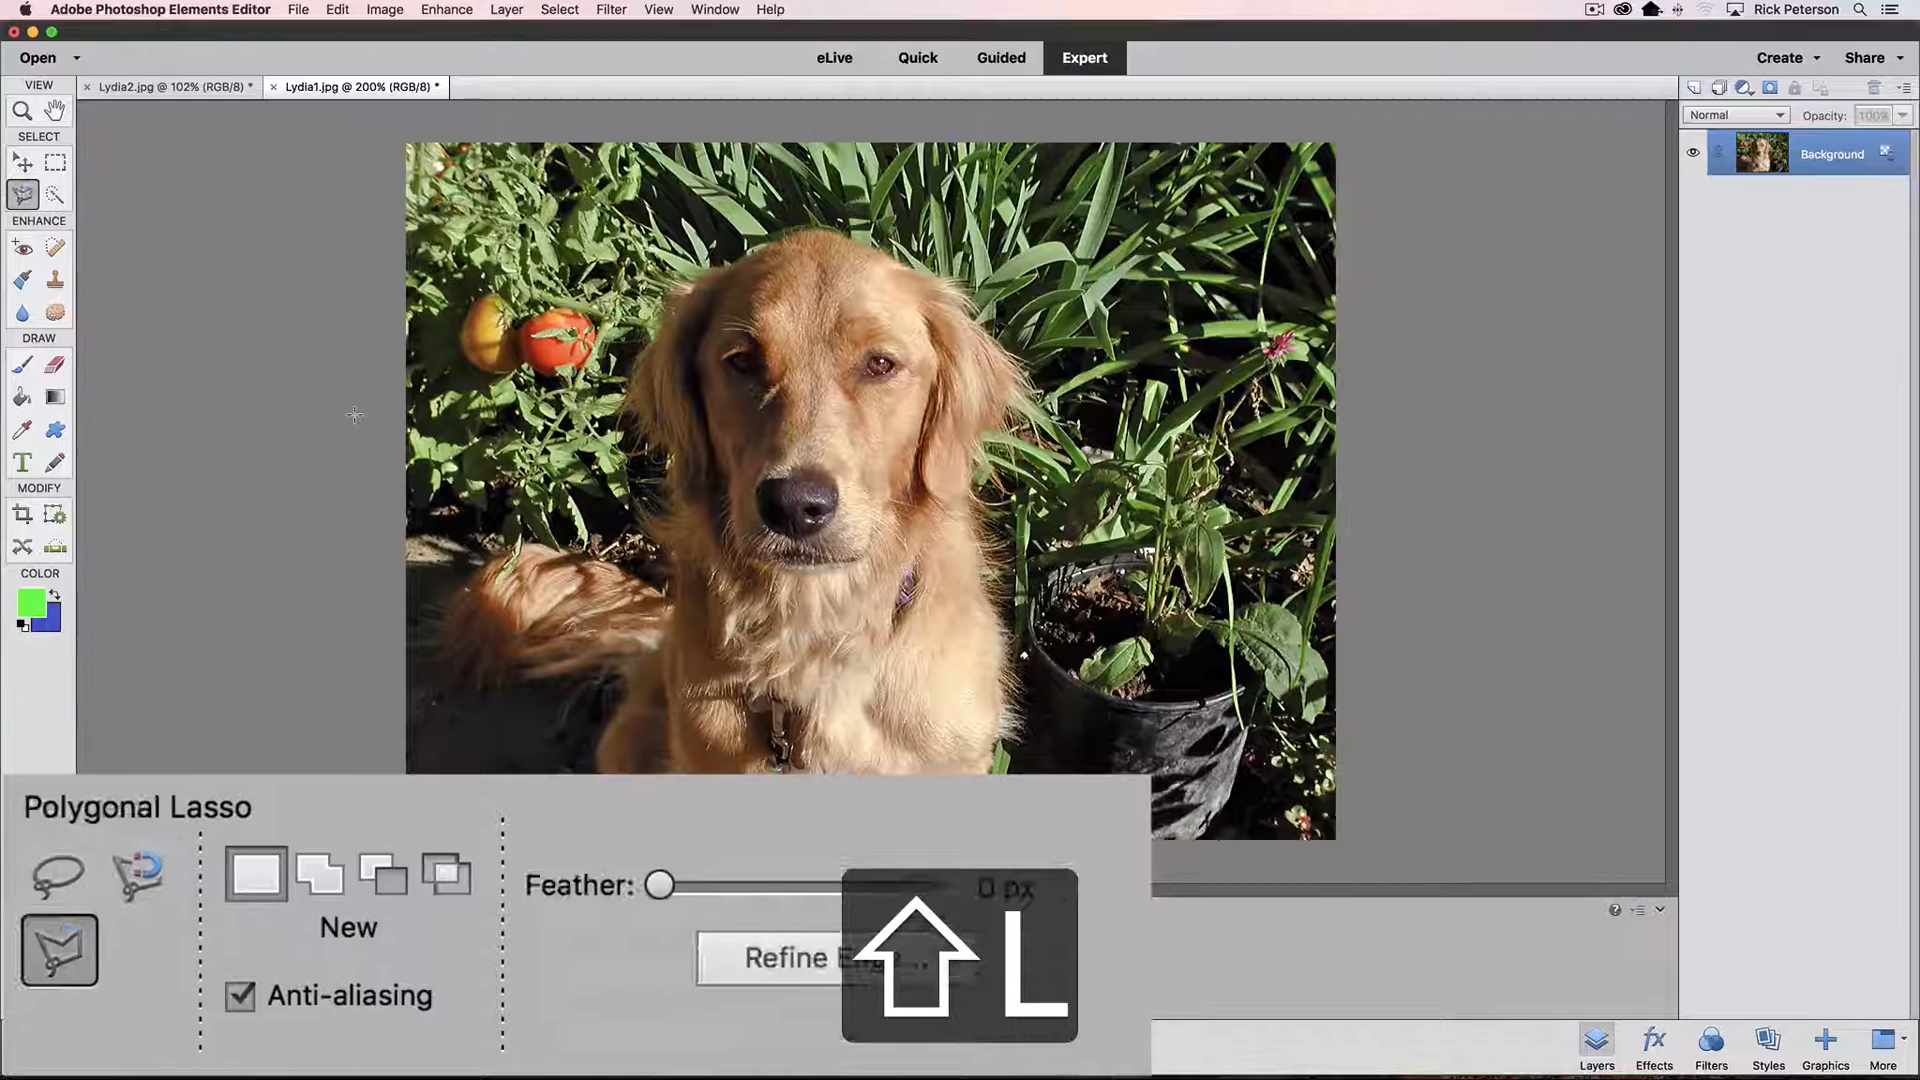 Adobe Photoshop Elements Editor File Edit Image Enhance Layer Select Filter View Window Help Rick Peterson
Open eLive Quick Guided Expert Create Share
VIEW × Lydia2.jpg @ 102% (RGB/8) * × Lydia1.jpg @ 200% (RGB/8) *
Normal Opacity: 100%
SELECT
Background
ENHANCE
DRAW
T
MODIFY
COLOR
Polygonal Lasso
Feather: 0 px
New
Refine
Anti-aliasing
L
Layers Effects Filters Styles Graphics More
fx